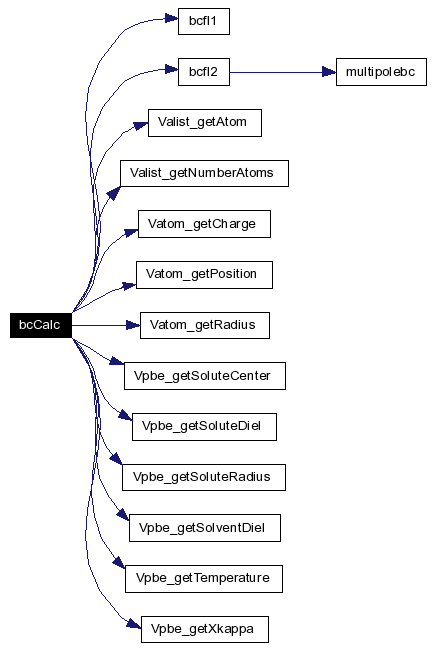 bcfl1
bcfl2
multipolebc
Valist_getAtom
Valist_getNumberAtoms
Vatom_getCharge
Vatom_getPosition
bcCalc
Vatom_getRadius
Vpbe_getSoluteCenter
Vpbe_getSoluteDiel
Vpbe_getSoluteRadius
Vpbe_getSolventDiel
Vpbe_getTemperature
Vpbe_getXkappa